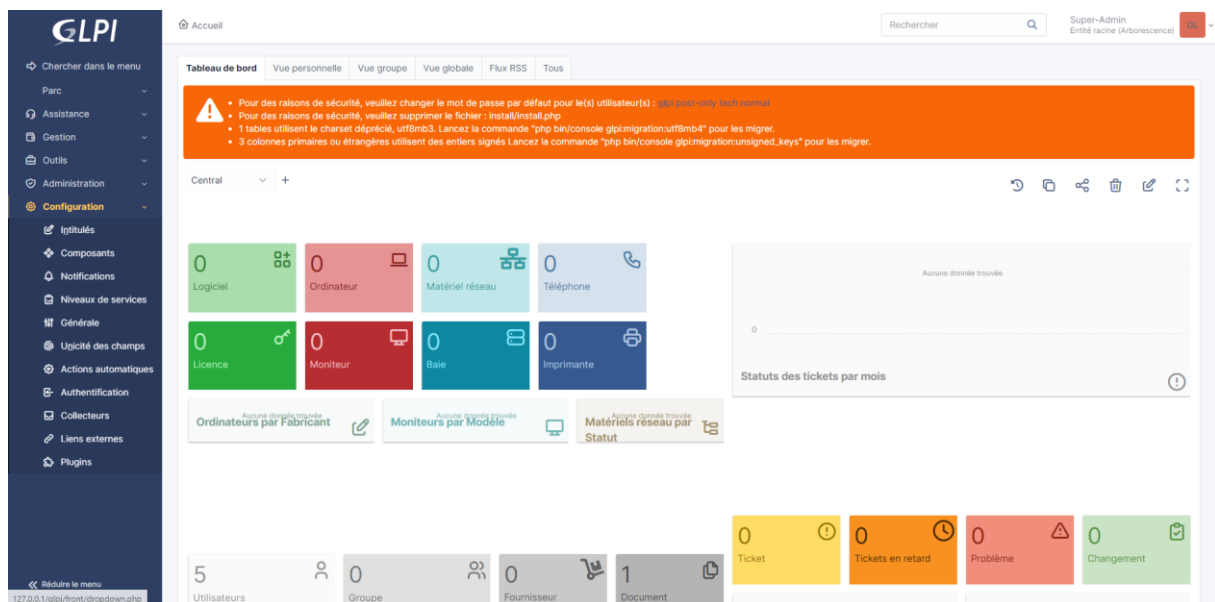 GLPI
Accueil
Rechercher
Super-Admin
Entité racine (Arborescence)
GL
Chercher dans le menu
Parc
Assistance
Gestion
Outils
Administration
Configuration
Intitulés
Composants
Notifications
Niveaux de services
Générale
Unicité des champs
Actions automatiques
Authentification
Collecteurs
Liens externes
Plugins
Réduire le menu
127.0.0.1/glpi/front/dropdown.php
Tableau de bord Vue personnelle Vue groupe Vue globale Flux RSS Tous
• Pour des raisons de sécurité, veuillez changer le mot de passe par défaut pour le(s) utilisateur(s) : glpi post-only tech normal
• Pour des raisons de sécurité, veuillez supprimer le fichier : install/install.php
• 1 tables utilisent le charset déprécié, utf8mb3. Lancez la commande "php bin/console glpi:migration:utf8mb4" pour les migrer.
• 3 colonnes primaires ou étrangères utilisent des entiers signés Lancez la commande "php bin/console glpi:migration:unsigned_keys" pour les migrer.
Central
0
Logiciel
0
Ordinateur
0
Matériel réseau
0
Téléphone
0
Licence
0
Moniteur
0
Baie
0
Imprimante
Aucune donnée trouvée
0
Statuts des tickets par mois
Aucune donnée trouvée
Ordinateurs par Fabricant
Aucune donnée trouvée
Moniteurs par Modèle
Aucune donnée trouvée
Matériels réseau par
Statut
5
Utilisateurs
0
Groupe
0
Fournisseur
1
Document
0
Ticket
0
Tickets en retard
0
Problème
0
Changement